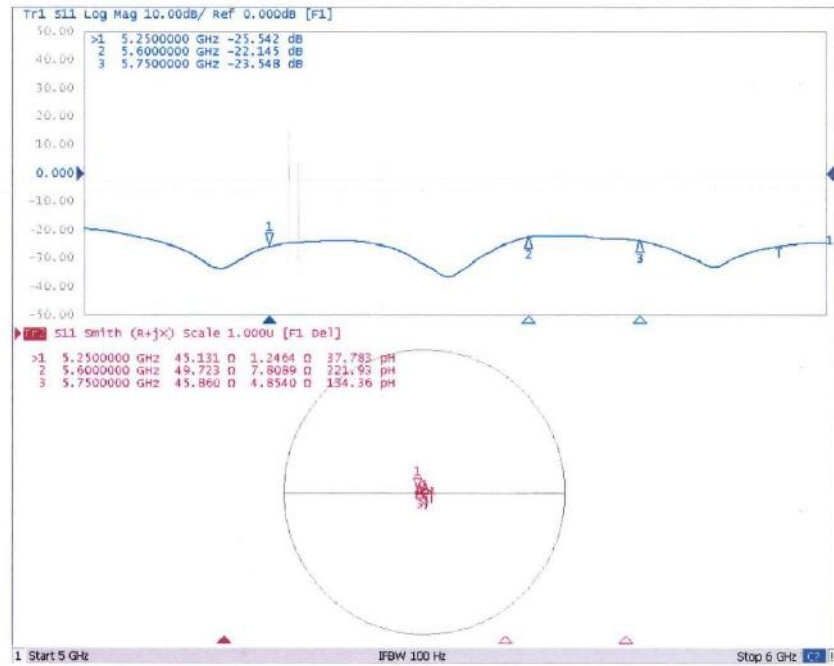 Tr1 S11 Log Mag 10.00dB/ Ref 0.000dB [F1]
50.00
>1 5.2500000 GHz -25.542 dB
2 5.6000000 GHz -22.145 dB
3 5.7500000 GHz -23.548 dB
40.00
30.00
20.00
10.00
0.000
-10.00
-20.00
-30.00
-40.00
-50.00
1
2
3
1
Tr2 S11 Smith (R+jX) Scale 1.000U [F1 Del]
>1 5.2500000 GHz 45.131 Ω 1.2464 Ω 37.783 pH
2 5.6000000 GHz 49.723 Ω 7.8089 Ω 221.93 pH
3 5.7500000 GHz 45.860 Ω 4.8540 Ω 134.36 pH
1
1 Start 5 GHz IFBW 100 Hz Stop 6 GHz C2